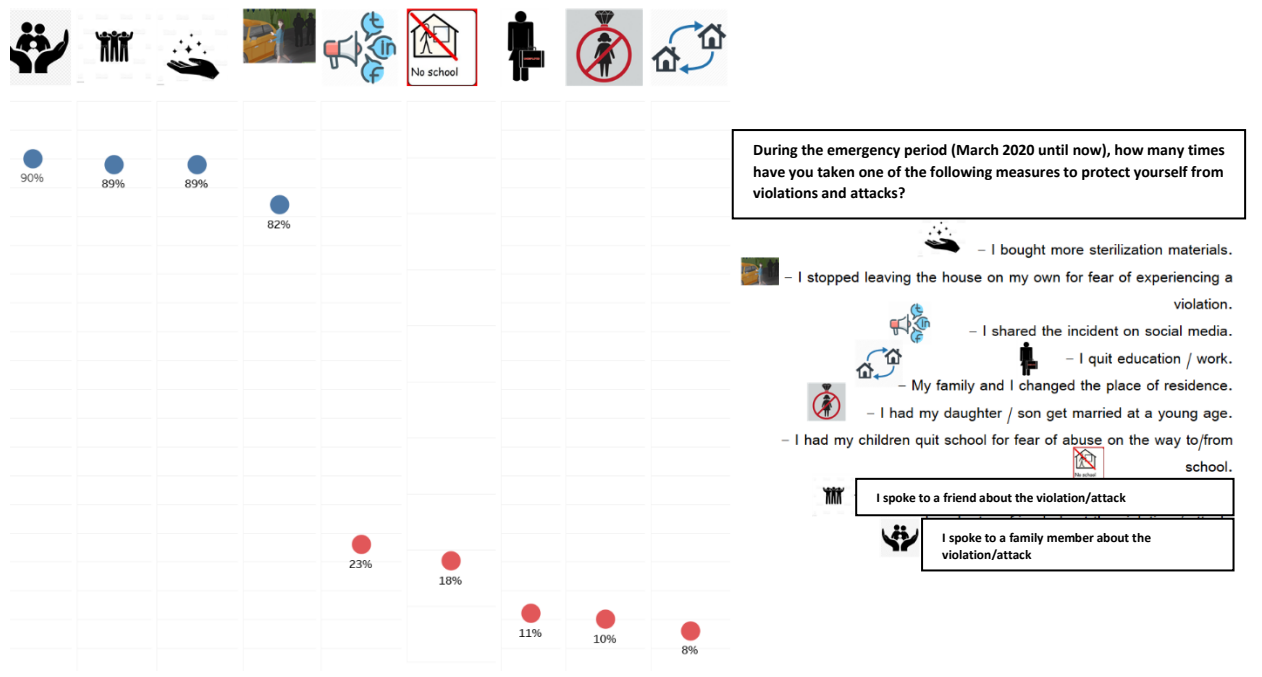 No school
90%
89%
89%
82%
23%
18%
11%
10%
8%
During the emergency period (March 2020 until now), how many times
have you taken one of the following measures to protect yourself from
violations and attacks?
– I bought more sterilization materials.
– I stopped leaving the house on my own for fear of experiencing a
violation.
– I shared the incident on social media.
– I quit education / work.
– My family and I changed the place of residence.
– I had my daughter / son get married at a young age.
– I had my children quit school for fear of abuse on the way to/from
school.
No school
I spoke to a friend about the violation/attack
I spoke to a family member about the
violation/attack